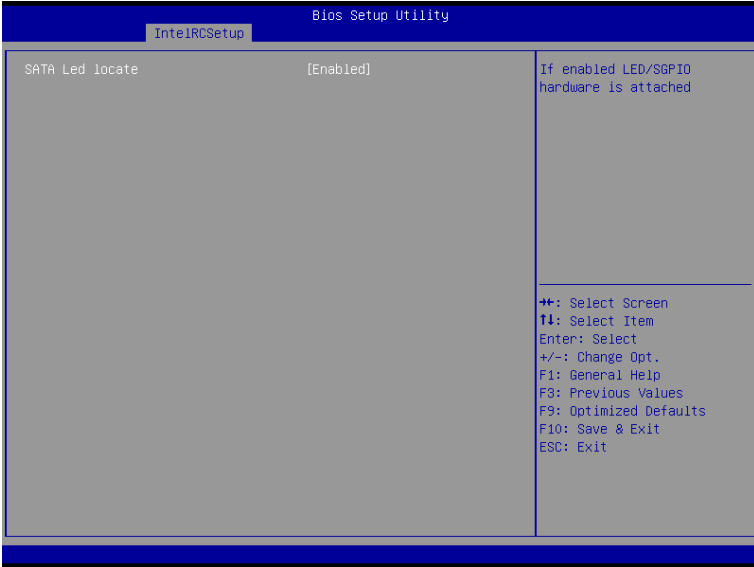 Bios Setup Utility
IntelRCSetup
SATA Led locate [Enabled]
If enabled LED/SGPIO
hardware is attached
→←: Select Screen
↑↓: Select Item
Enter: Select
+/-: Change Opt.
F1: General Help
F3: Previous Values
F9: Optimized Defaults
F10: Save & Exit
ESC: Exit